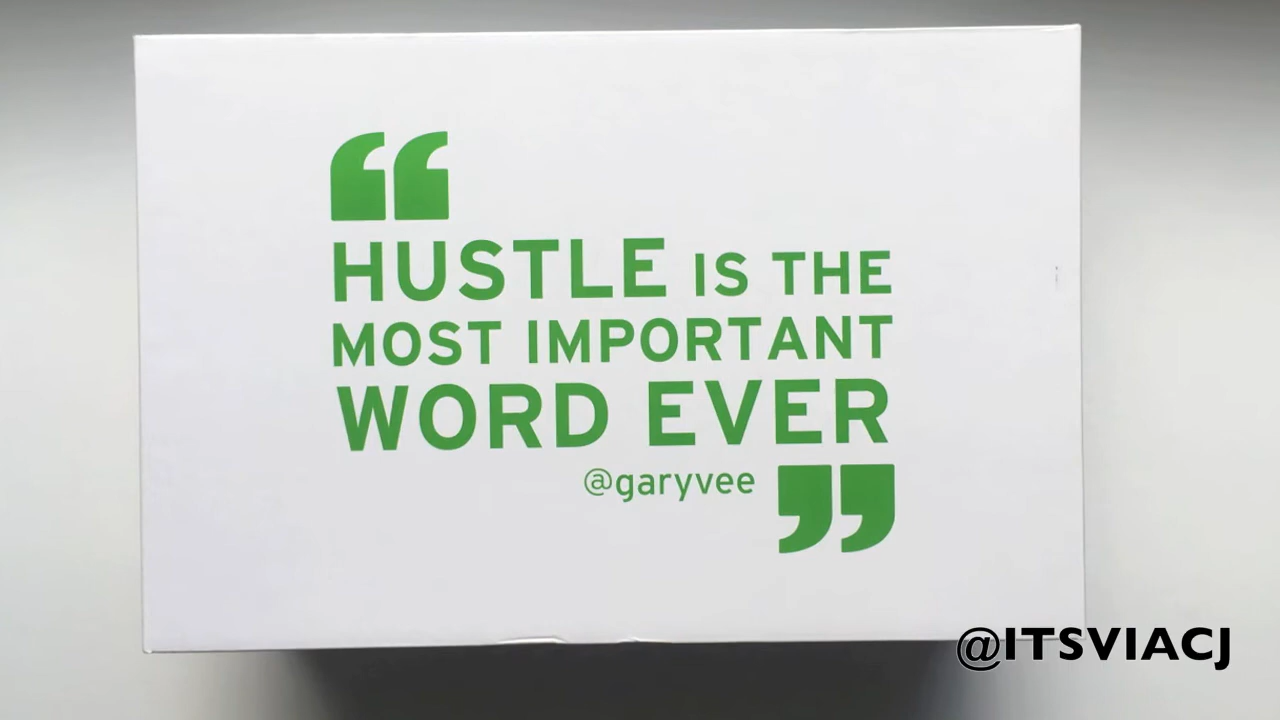 “
HUSTLE IS THE
MOST IMPORTANT
WORD EVER
@garyvee ”
@ITSVIACJ